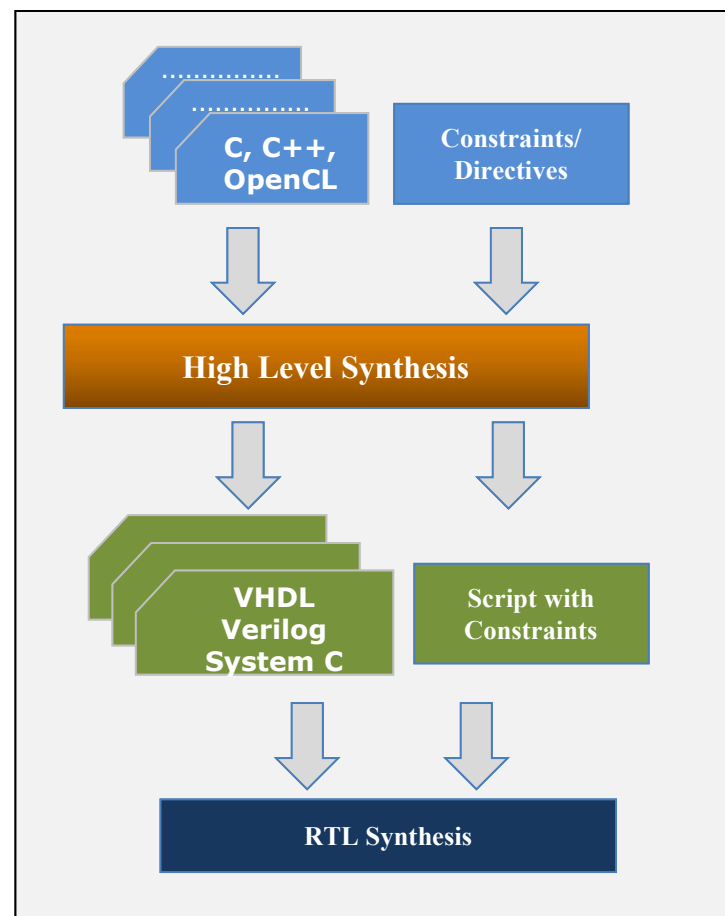 ...............
...............
C, C++,
OpenCL
Constraints/
Directives
High Level Synthesis
VHDL
Verilog
System C
Script with
Constraints
RTL Synthesis